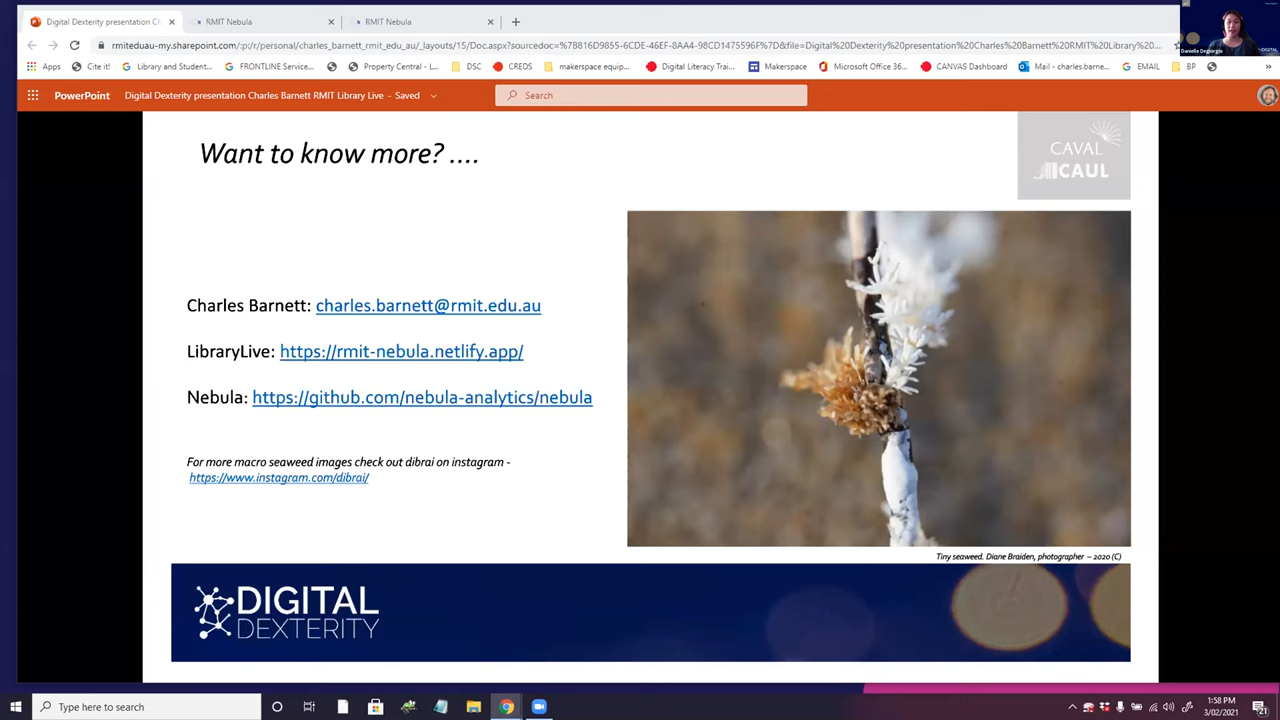 Digital Dexterity presentation Ch
RMIT Nebula
RMIT Nebula
Danielle Degiorgio
rmiteduau-my.sharepoint.com/:p:/r/personal/charles_barnett_rmit_edu_au/_layouts/15/Doc.aspx?sourcedoc=%7B816D9855-6CDE-46EF-8AA4-98CD1475596F%7D&file=Digital%20Dexterity%20presentation%20Charles%20Barnett%20RMIT%20Library%20Live...
Apps
Cite it!
Library and Student...
FRONTLINE Service...
Property Central - L...
DSC
CREDS
makerspace equip...
Digital Literacy Trai...
Makerspace
Microsoft Office 36...
CANVAS Dashboard
Mail - charles.barne...
EMAIL
BP
PowerPoint
Digital Dexterity presentation Charles Barnett RMIT Library Live - Saved
Search
Want to know more? ....
CAVAL
CAUL
Charles Barnett: charles.barnett@rmit.edu.au
LibraryLive: https://rmit-nebula.netlify.app/
Nebula: https://github.com/nebula-analytics/nebula
For more macro seaweed images check out dibrai on instagram -
https://www.instagram.com/dibrai/
Tiny seaweed. Diane Braiden, photographer – 2020 (C)
DIGITAL
DEXTERITY
Type here to search
1:58 PM
3/02/2021